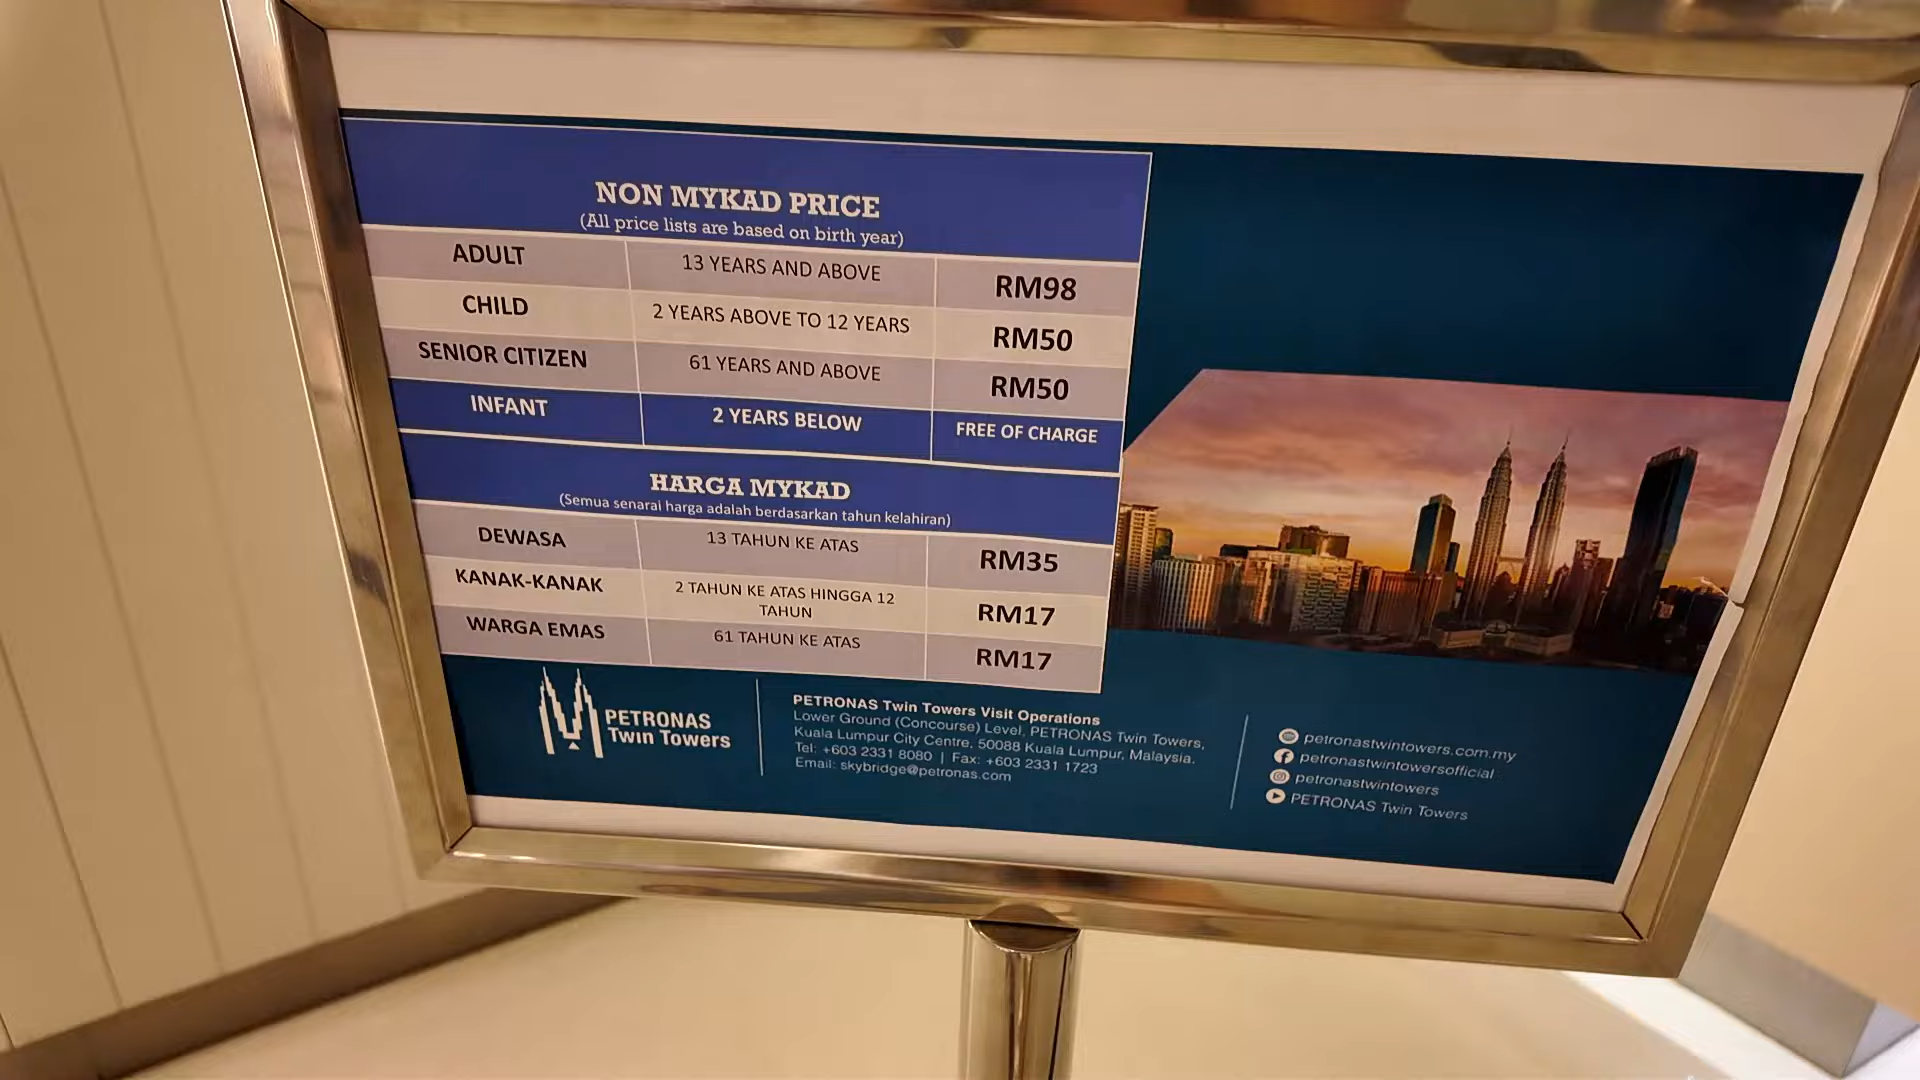 NON MYKAD PRICE
(All price lists are based on birth year)
ADULT 13 YEARS AND ABOVE RM98
CHILD 2 YEARS ABOVE TO 12 YEARS RM50
SENIOR CITIZEN 61 YEARS AND ABOVE RM50
INFANT 2 YEARS BELOW FREE OF CHARGE
HARGA MYKAD
(Semua senarai harga adalah berdasarkan tahun kelahiran)
DEWASA 13 TAHUN KE ATAS RM35
KANAK-KANAK 2 TAHUN KE ATAS HINGGA 12
TAHUN RM17
WARGA EMAS 61 TAHUN KE ATAS RM17
PETRONAS
Twin Towers
PETRONAS Twin Towers Visit Operations
Lower Ground (Concourse) Level, PETRONAS Twin Towers,
Kuala Lumpur City Centre, 50088 Kuala Lumpur, Malaysia.
Tel: +603 2331 8080 | Fax: +603 2331 1723
Email: skybridge@petronas.com
petronastwintowers.com.my
petronastwintowersofficial
petronastwintowers
PETRONAS Twin Towers